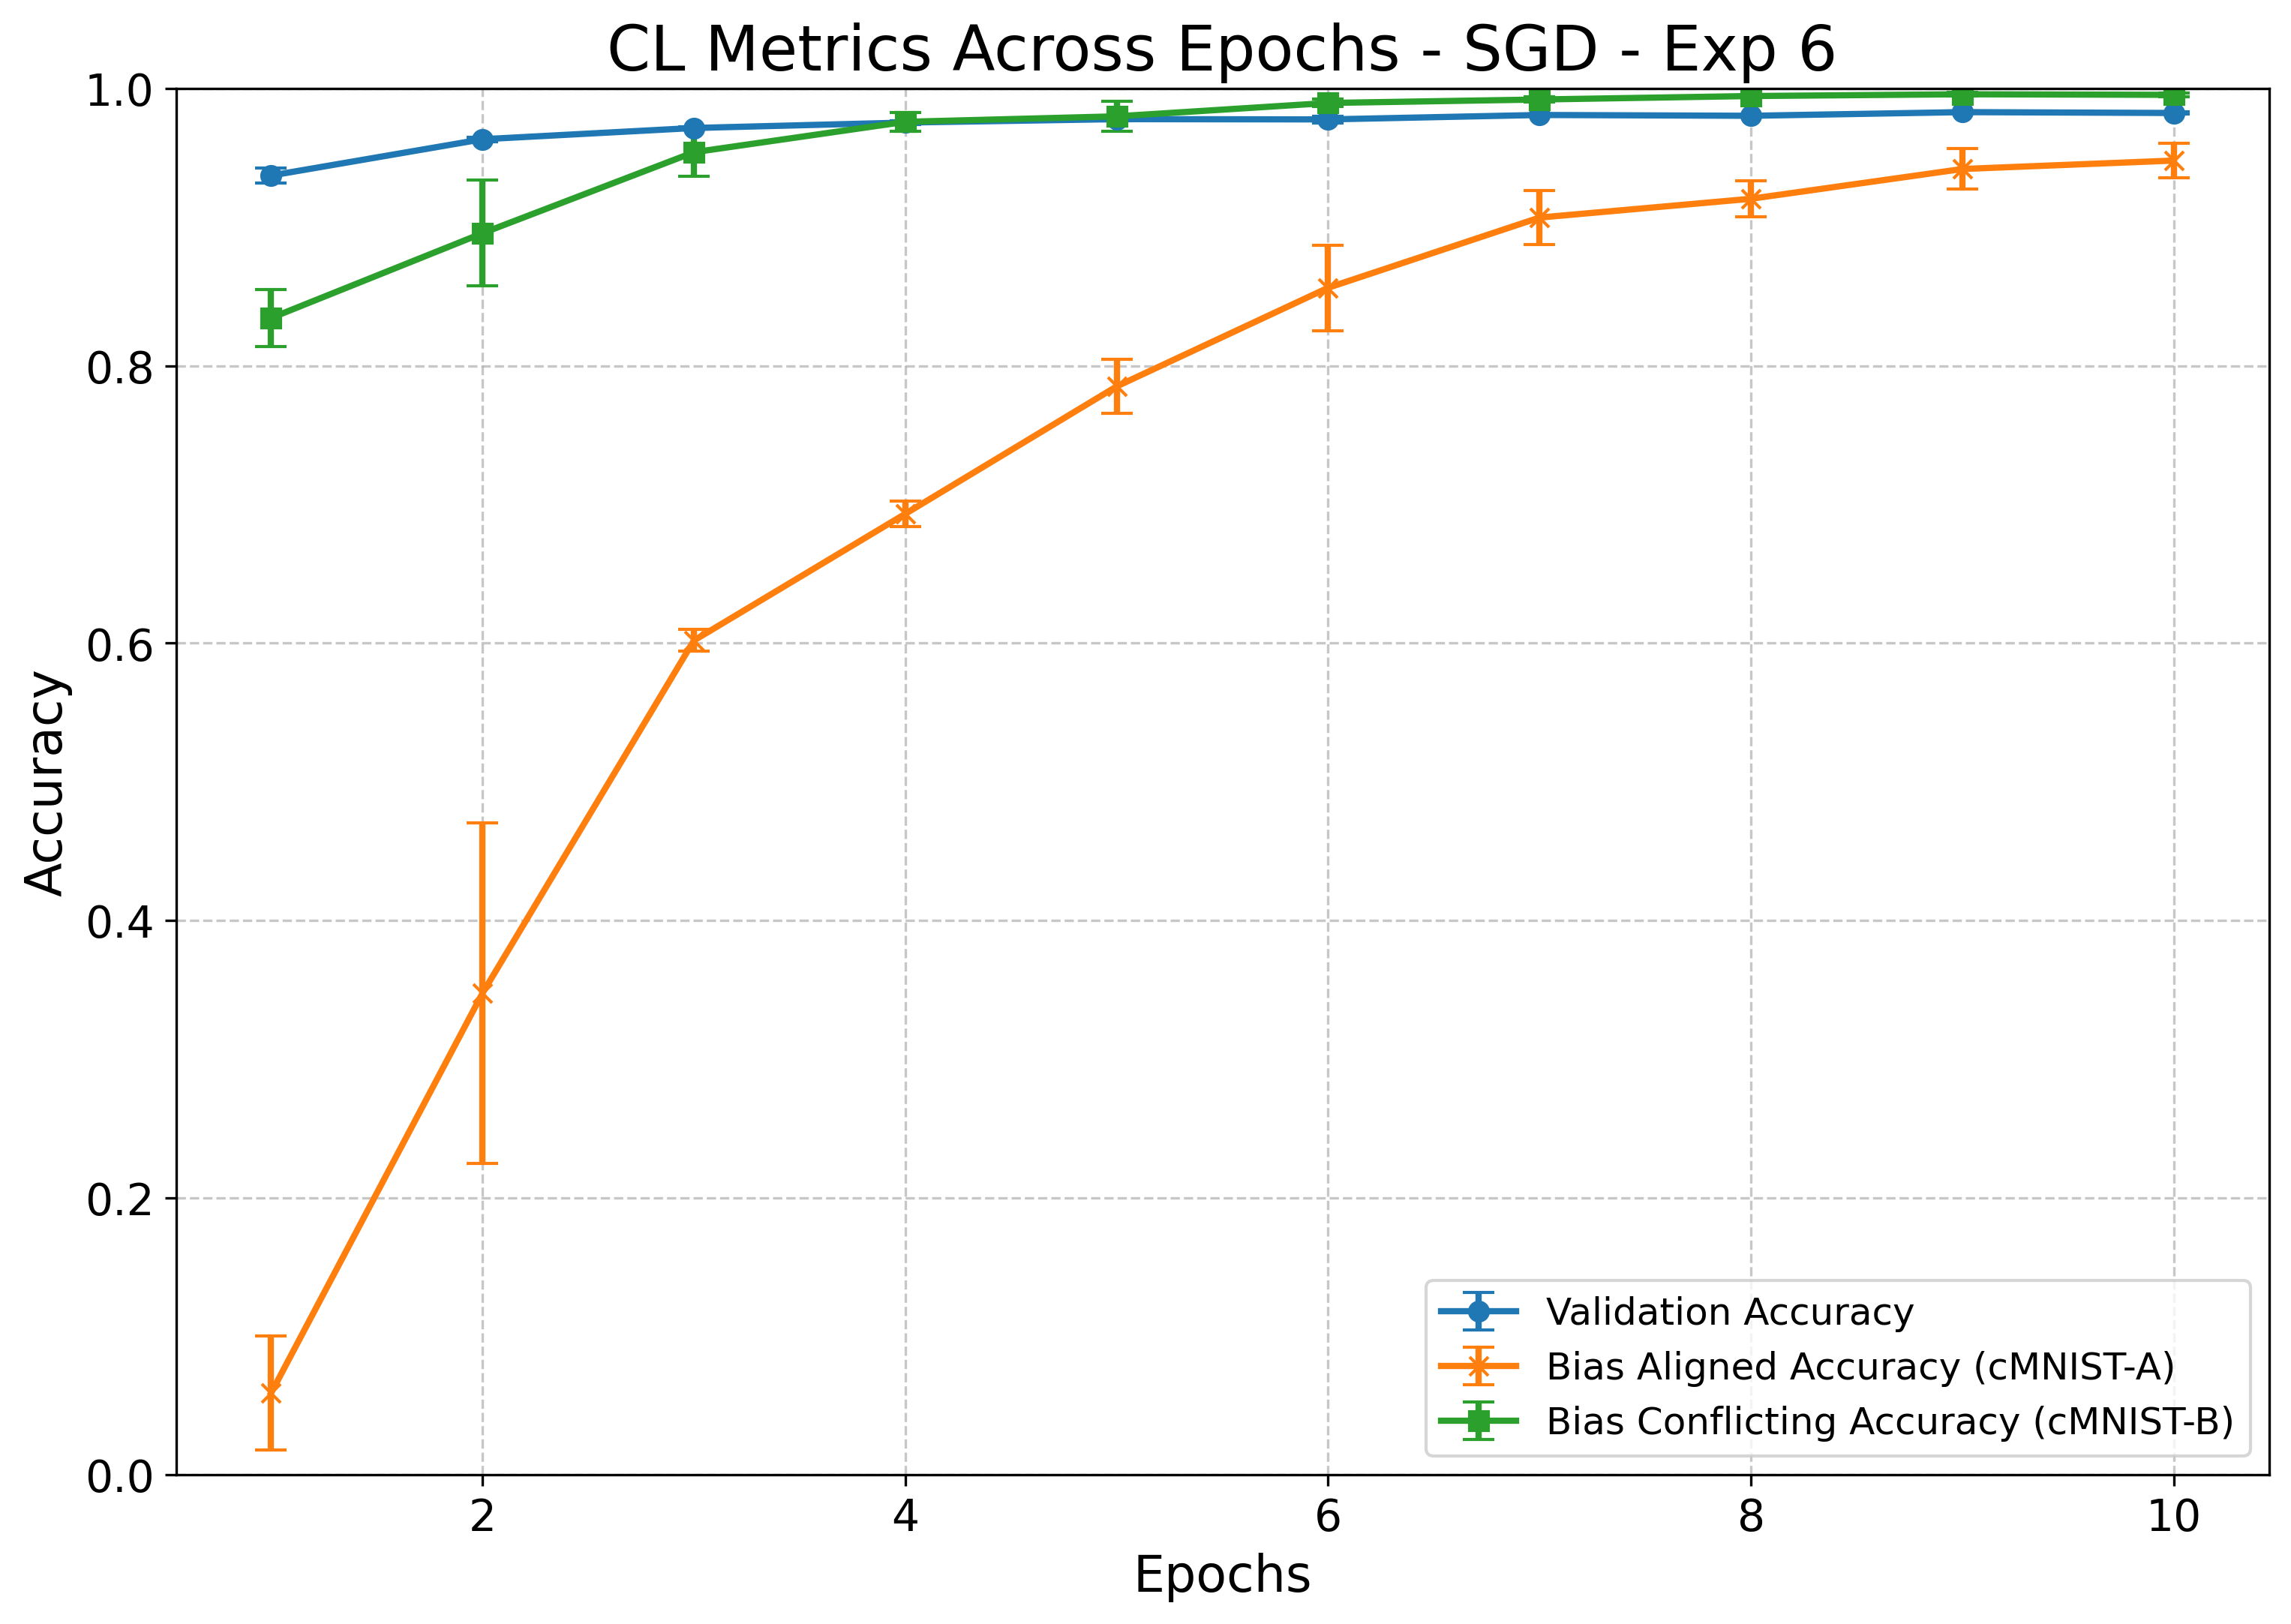 CL Metrics Across Epochs - SGD - Exp 6
1.0
0.8
0.6
0.4
0.2
0.0
Accuracy
2 4 6 8 10
Epochs
Validation Accuracy
Bias Aligned Accuracy (cMNIST-A)
Bias Conflicting Accuracy (cMNIST-B)